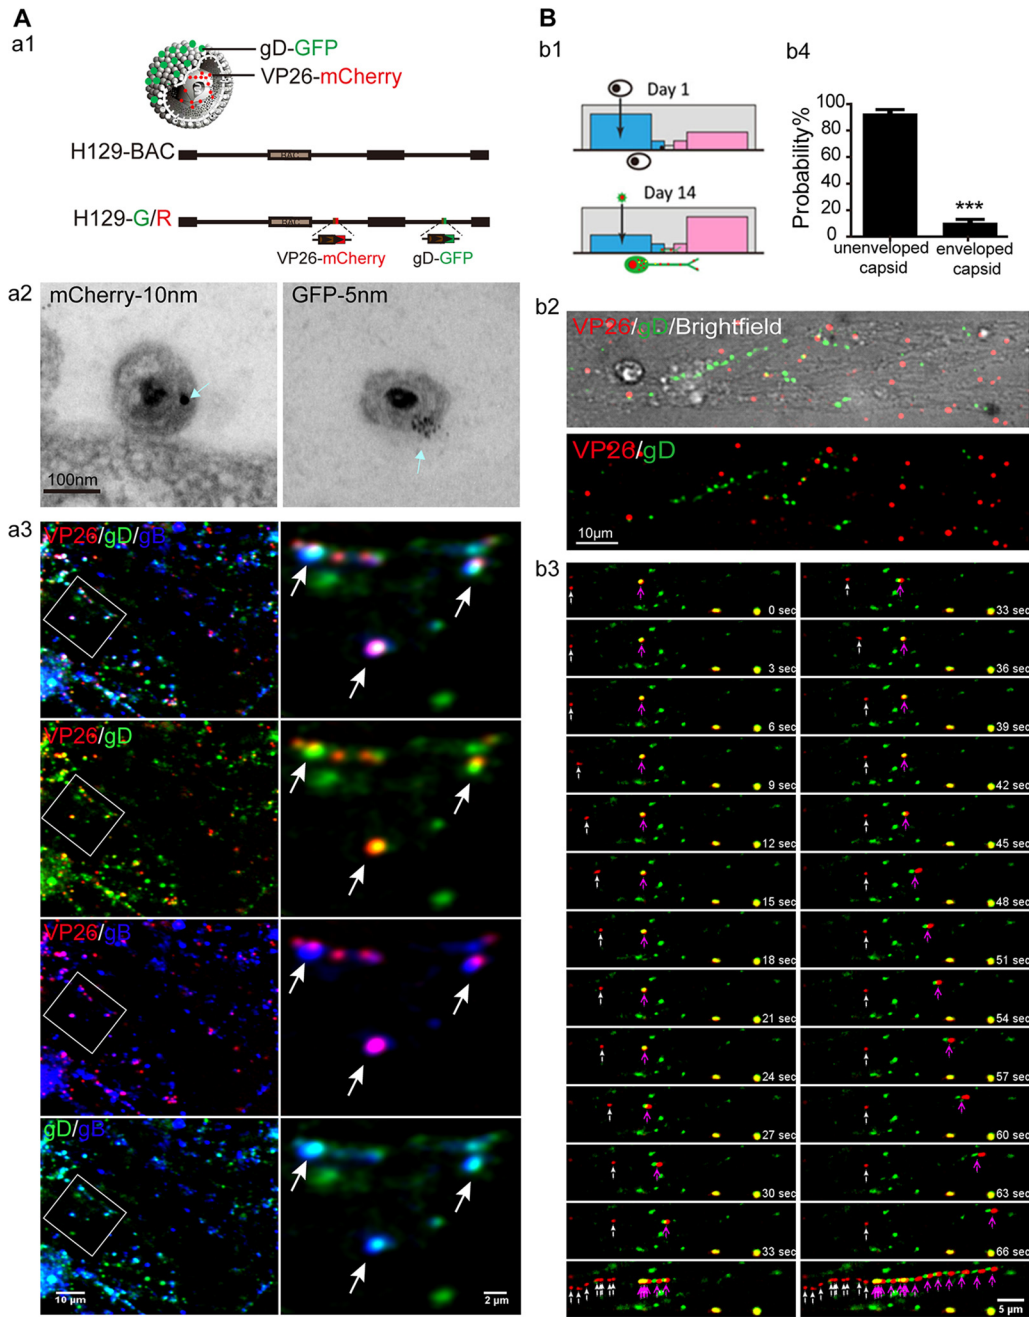 A
a1
gD-GFP
VP26-mCherry
H129-BAC
BAC
H129-G/R
BAC
VP26-mCherry
gD-GFP
a2
mCherry-10nm
GFP-5nm
100nm
a3
VP26/gD/gB
VP26/gD
VP26/gB
gD/gB
10 µm
2 µm
B
b1
Day 1
Day 14
b4
Probability%
100
80
60
40
20
0
***
unenveloped capsid
enveloped capsid
b2
VP26/gD/Brightfield
VP26/gD
10µm
b3
0 sec
3 sec
6 sec
9 sec
12 sec
15 sec
18 sec
21 sec
24 sec
27 sec
30 sec
33 sec
33 sec
36 sec
39 sec
42 sec
45 sec
48 sec
51 sec
54 sec
57 sec
60 sec
63 sec
66 sec
5 µm